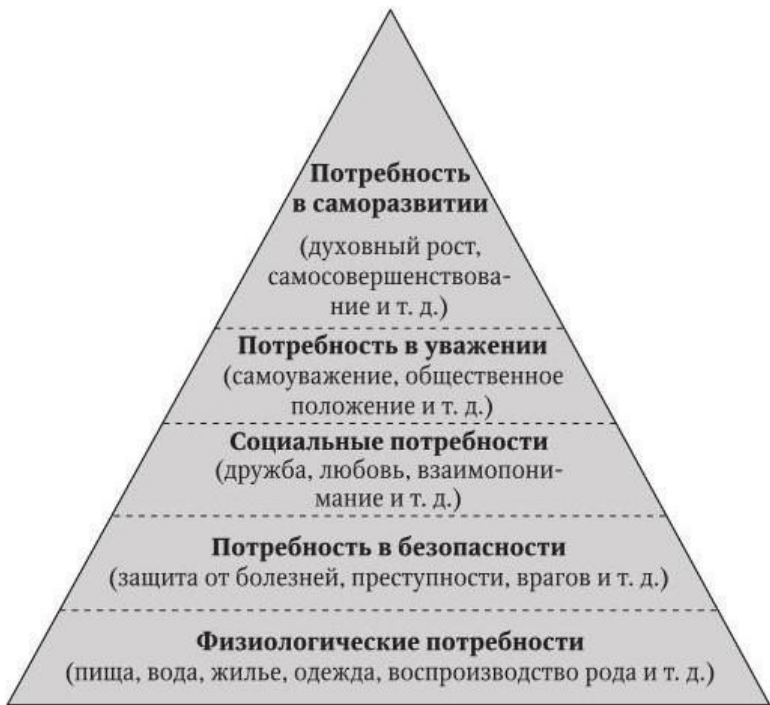 Потребность
в саморазвитии
(духовный рост,
самосовершенствова-
ние и т. д.)
Потребность в уважении
(самоуважение, общественное
положение и т. д.)
Социальные потребности
(дружба, любовь, взаимопони-
мание и т. д.)
Потребность в безопасности
(защита от болезней, преступности, врагов и т. д.)
Физиологические потребности
(пища, вода, жилье, одежда, воспроизводство рода и т. д.)